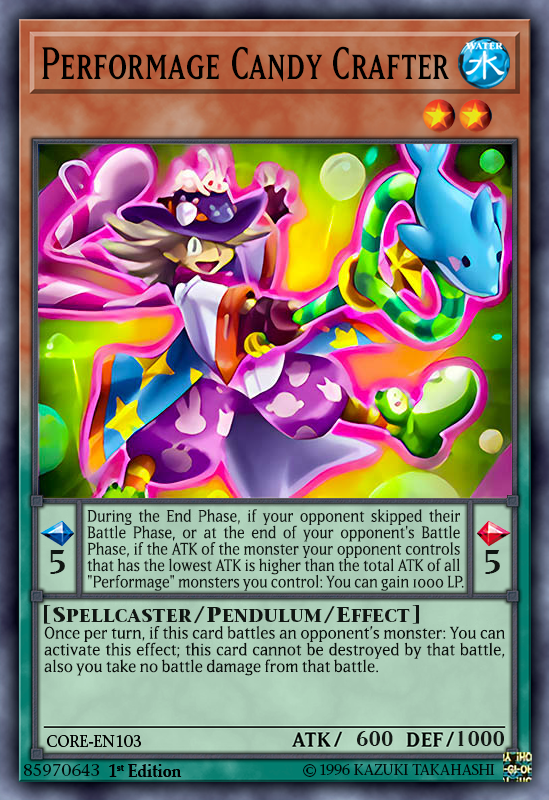 PERFORMAGE CANDY CRAFTER
WATER
水
During the End Phase, if your opponent skipped their
Battle Phase, or at the end of your opponent's Battle
Phase, if the ATK of the monster your opponent controls
that has the lowest ATK is higher than the total ATK of all
"Performage" monsters you control: You can gain 1000 LP.
5
5
[SPELLCASTER/PENDULUM/EFFECT]
Once per turn, if this card battles an opponent's monster: You can
activate this effect; this card cannot be destroyed by that battle,
also you take no battle damage from that battle.
CORE-EN103
ATK/ 600 DEF/1000
85970643 1st Edition
© 1996 KAZUKI TAKAHASHI